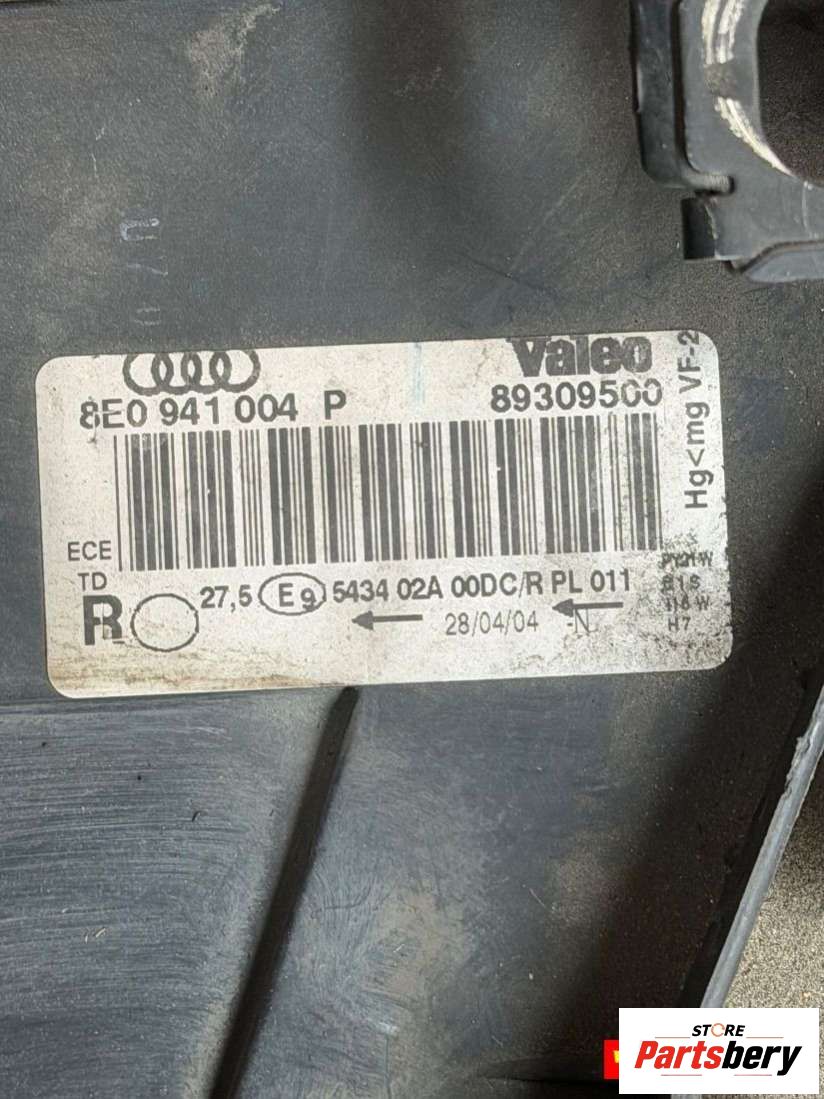 Valeo
8E0 941 004 P
89309500
Hg<mg VF-2
ECE
TD
R
27,5 E9 5434 02A 00DC/R PL 011
28/04/04 -N
H7
STORE
Partsbery